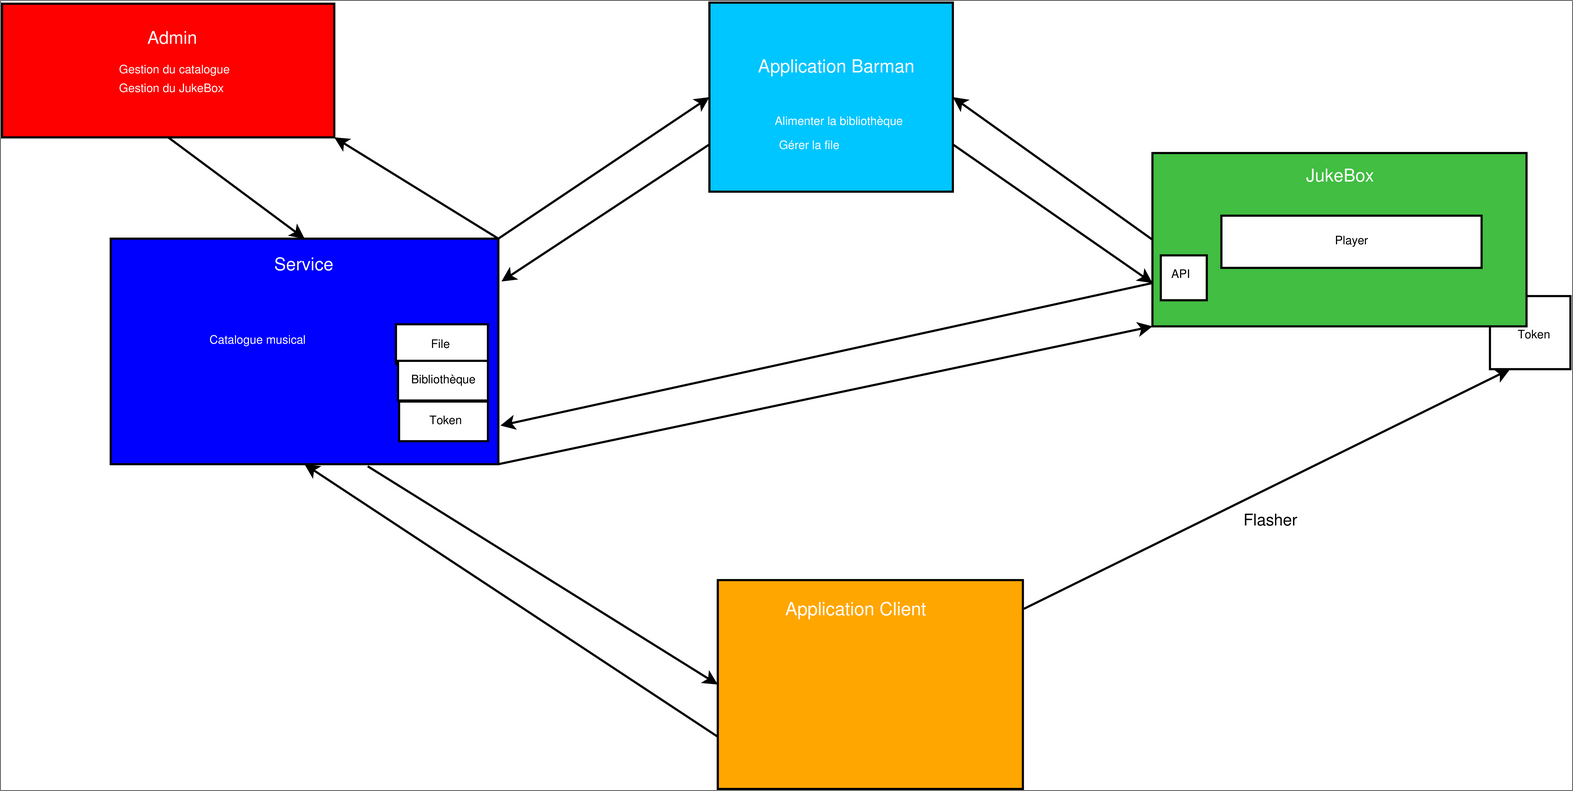 Admin
Gestion du catalogue
Gestion du JukeBox
Application Barman
Alimenter la bibliothèque
Gérer la file
JukeBox
Player
API
Token
Service
Catalogue musical
File
Bibliothèque
Token
Flasher
Application Client